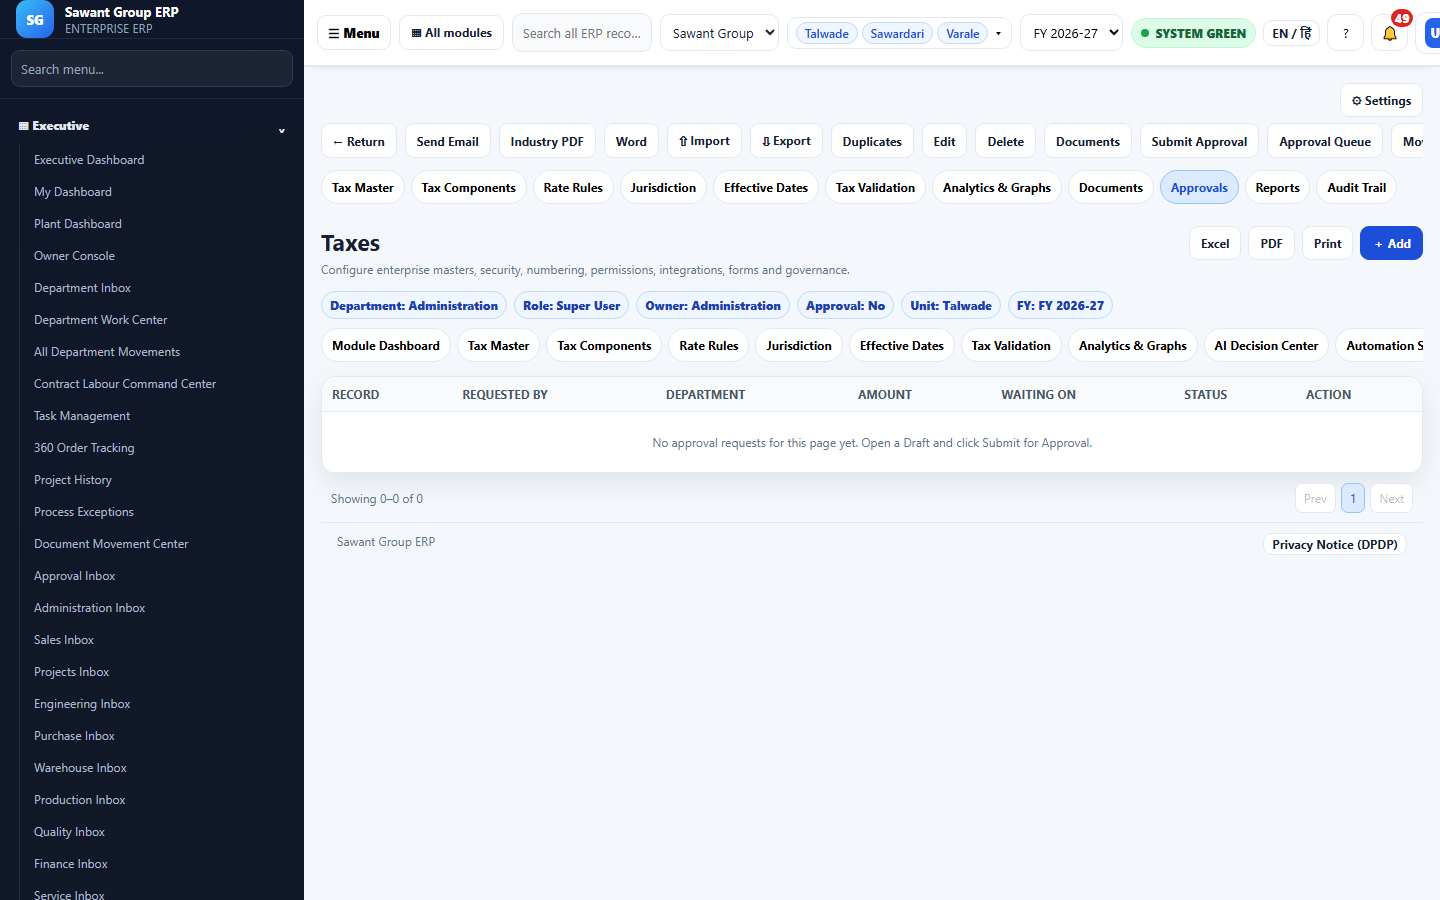 SG
Sawant Group ERP
ENTERPRISE ERP
Search menu...
Executive
Executive Dashboard
My Dashboard
Plant Dashboard
Owner Console
Department Inbox
Department Work Center
All Department Movements
Contract Labour Command Center
Task Management
360 Order Tracking
Project History
Process Exceptions
Document Movement Center
Approval Inbox
Administration Inbox
Sales Inbox
Projects Inbox
Engineering Inbox
Purchase Inbox
Warehouse Inbox
Production Inbox
Quality Inbox
Finance Inbox
Service Inbox
☰ Menu
All modules
Search all ERP reco...
Sawant Group
Talwade Sawardari Varale
FY 2026-27
SYSTEM GREEN
EN / हिं
?
49
U
⚙ Settings
← Return Send Email Industry PDF Word ⇧ Import ⇩ Export Duplicates Edit Delete Documents Submit Approval Approval Queue Mov
Tax Master Tax Components Rate Rules Jurisdiction Effective Dates Tax Validation Analytics & Graphs Documents Approvals Reports Audit Trail
Taxes
Excel PDF Print + Add
Configure enterprise masters, security, numbering, permissions, integrations, forms and governance.
Department: Administration Role: Super User Owner: Administration Approval: No Unit: Talwade FY: FY 2026-27
Module Dashboard Tax Master Tax Components Rate Rules Jurisdiction Effective Dates Tax Validation Analytics & Graphs AI Decision Center Automation S
RECORD REQUESTED BY DEPARTMENT AMOUNT WAITING ON STATUS ACTION
No approval requests for this page yet. Open a Draft and click Submit for Approval.
Showing 0–0 of 0
Prev 1 Next
Sawant Group ERP
Privacy Notice (DPDP)